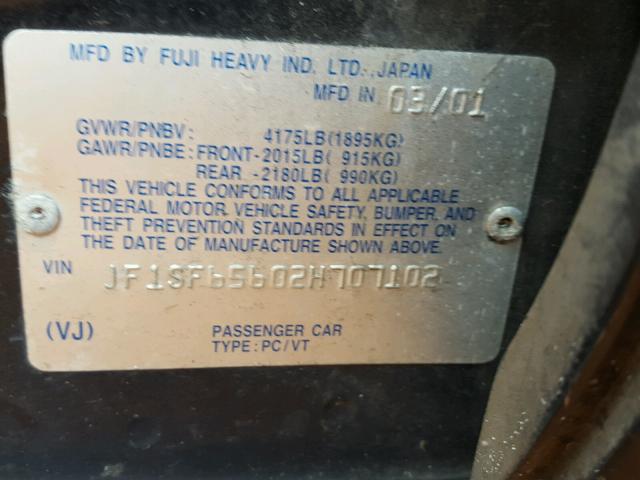 MFD BY FUJI HEAVY IND. LTD., JAPAN
MFD IN 03/01
GVWR/PNBV: 4175LB(1895KG)
GAWR/PNBE: FRONT-2015LB( 915KG)
REAR -2180LB( 990KG)
THIS VEHICLE CONFORMS TO ALL APPLICABLE
FEDERAL MOTOR VEHICLE SAFETY, BUMPER, AND
THEFT PREVENTION STANDARDS IN EFFECT ON
THE DATE OF MANUFACTURE SHOWN ABOVE.
VIN JF1SF65602H707102
(VJ) PASSENGER CAR
TYPE: PC/VT